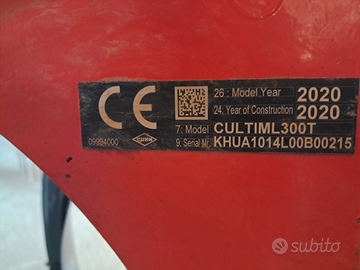 26: Model Year 2020
24: Year of Construction 2020
CE
7: Model CULTIML300T
09994000 KUHN
9: Serial Nr. KHUA1014L00B00215
subito